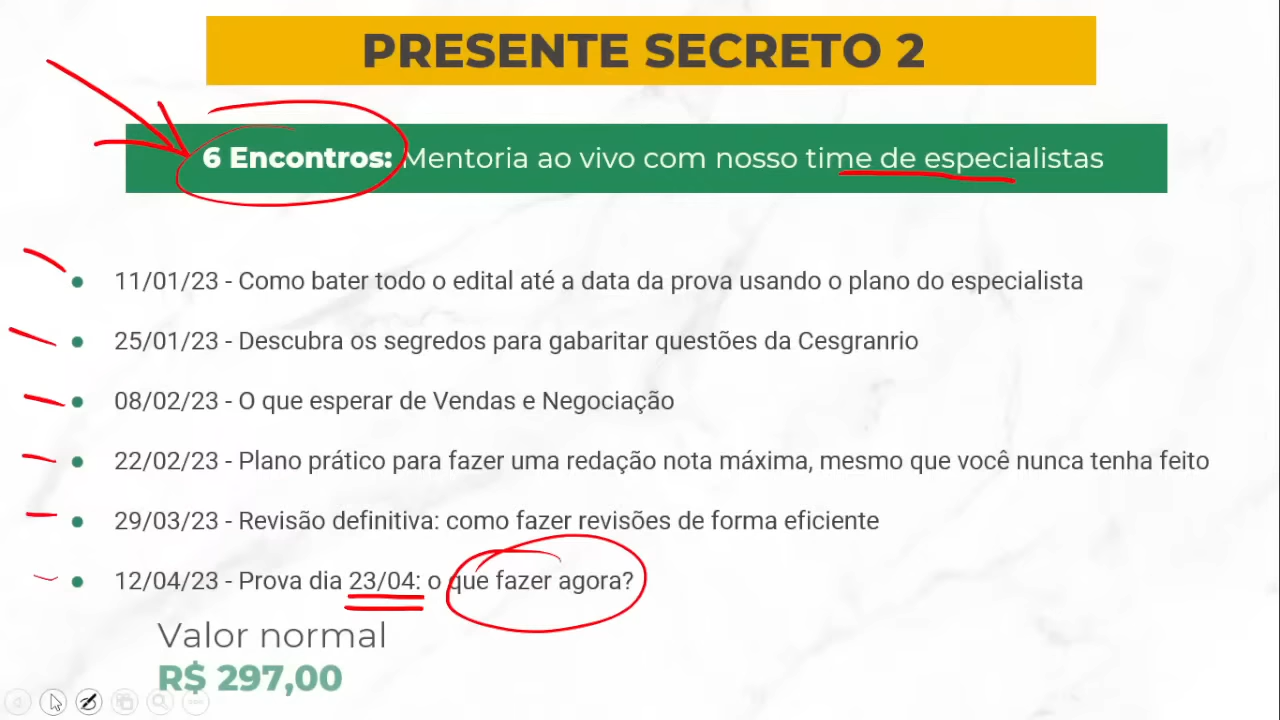 PRESENTE SECRETO 2
6 Encontros: Mentoria ao vivo com nosso time de especialistas
11/01/23 - Como bater todo o edital até a data da prova usando o plano do especialista
25/01/23 - Descubra os segredos para gabaritar questões da Cesgranrio
08/02/23 - O que esperar de Vendas e Negociação
22/02/23 - Plano prático para fazer uma redação nota máxima, mesmo que você nunca tenha feito
29/03/23 - Revisão definitiva: como fazer revisões de forma eficiente
12/04/23 - Prova dia 23/04: o que fazer agora?
Valor normal
R$ 297,00